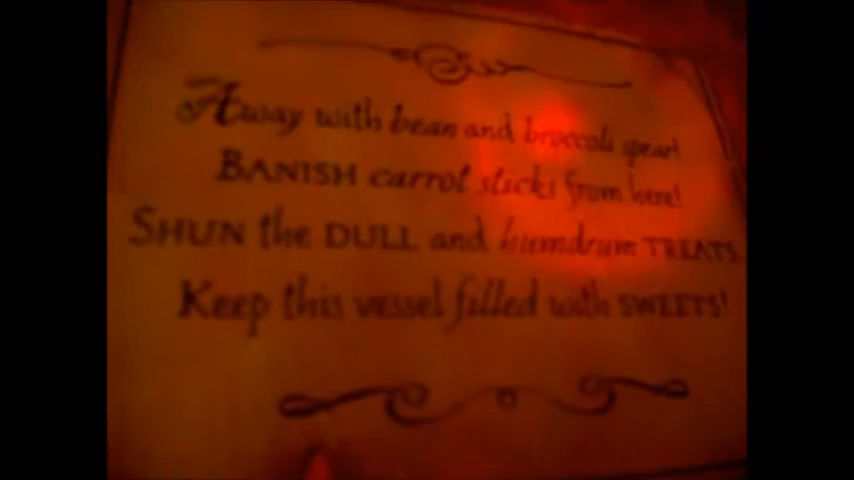 Away with bean and broccoli spear!
BANISH carrot sticks from here!
SHUN the DULL and humdrum TREATS
Keep this vessel filled with SWEETS!